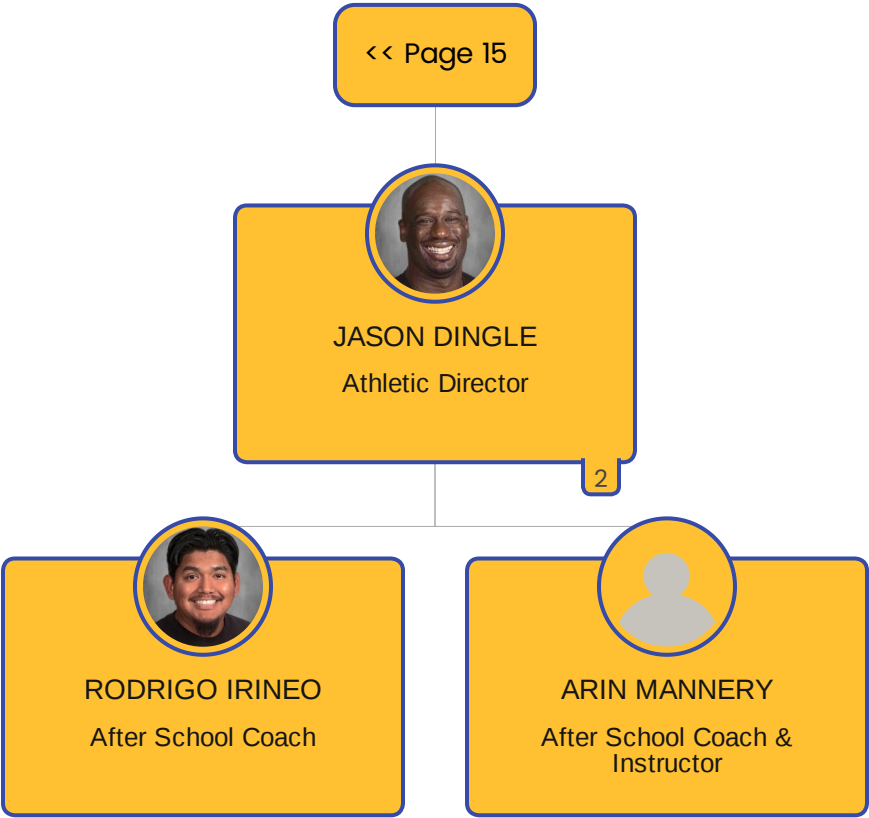 << Page 15
JASON DINGLE
Athletic Director
2
RODRIGO IRINEO
After School Coach
ARIN MANNERY
After School Coach &
Instructor